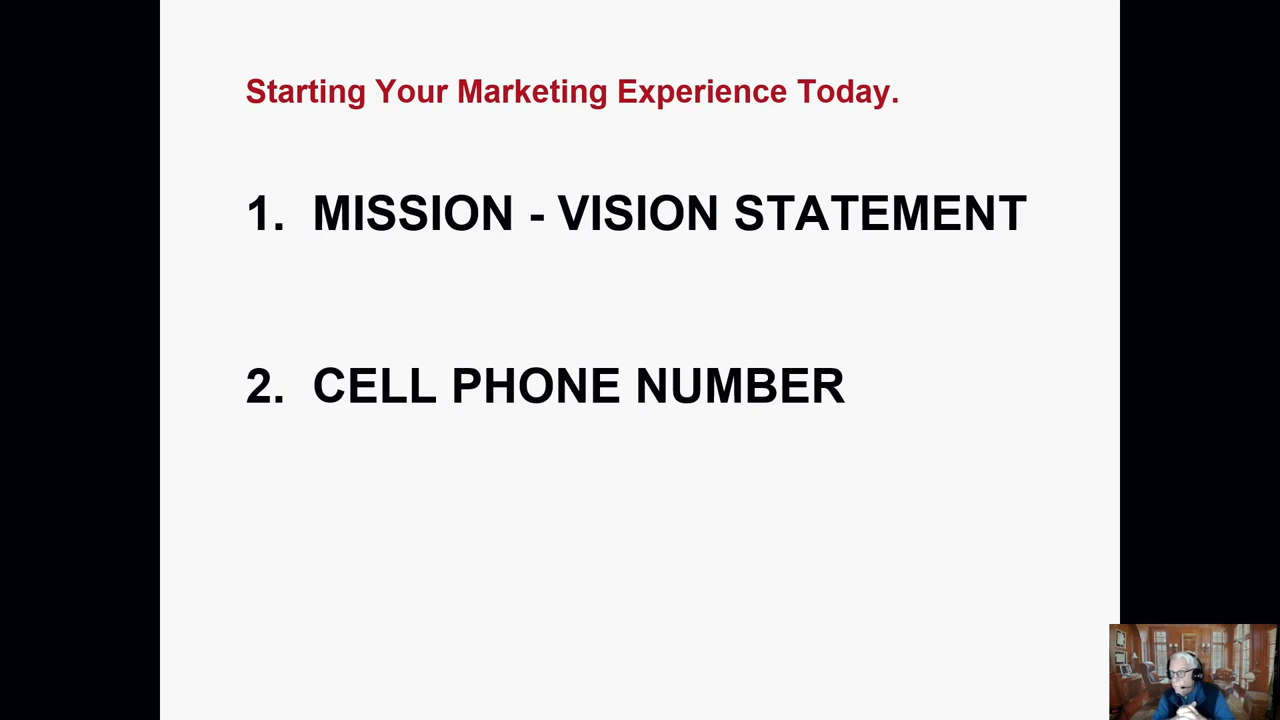 Starting Your Marketing Experience Today.
1. MISSION - VISION STATEMENT
2. CELL PHONE NUMBER